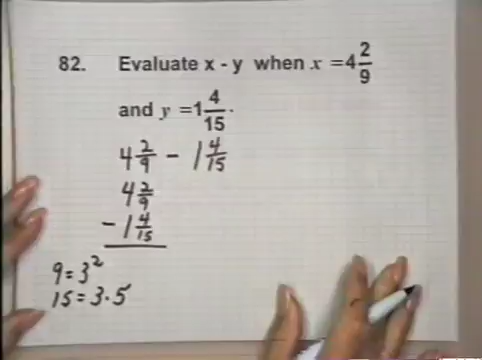 82. Evaluate x - y when x = 4 2/9
and y = 1 4/15.
4 2/9 - 1 4/15
4 2/9
- 1 4/15
9 = 3²
15 = 3·5